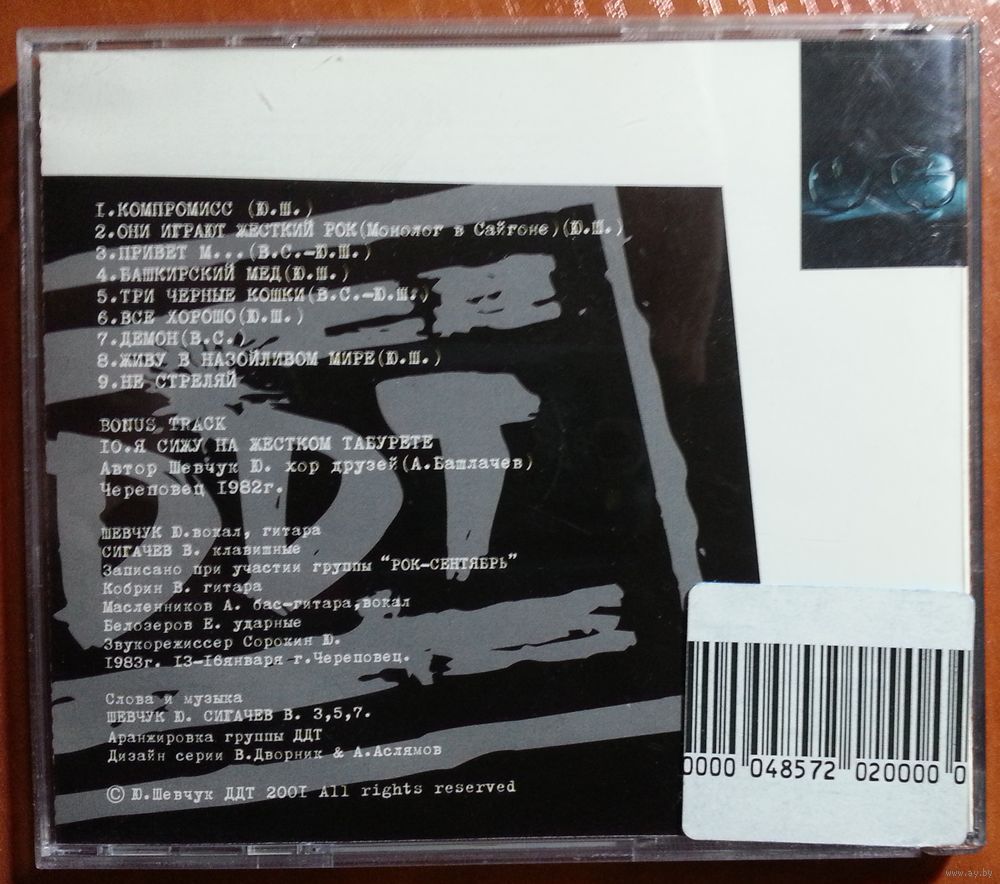 1.КОМПРОМИСС (Ю.Ш.)
2.ОНИ ИГРАЮТ ЖЕСТКИЙ РОК(Монолог в Сайгоне)(Ю.Ш.)
3.ПРИВЕТ М...(В.С.-Ю.Ш.)
4.БАШКИРСКИЙ МЕД(Ю.Ш.)
5.ТРИ ЧЕРНЫЕ КОШКИ(В.С.-Ю.Ш.)
6.ВСЕ ХОРОШО(Ю.Ш.)
7.ДЕМОН(В.С.)
8.ЖИВУ В НАЗОЙЛИВОМ МИРЕ(Ю.Ш.)
9.НЕ СТРЕЛЯЙ
BONUS TRACK
10.Я СИЖУ НА ЖЕСТКОМ ТАБУРЕТЕ
Автор Шевчук Ю. хор друзей(А.Башлачев)
Череповец 1982г.
ШЕВЧУК Ю.вокал, гитара
СИГАЧЕВ В. клавишные
Записано при участии группы "РОК-СЕНТЯБРЬ"
Кобрин В. гитара
Масленников А. бас-гитара,вокал
Белозеров Е. ударные
Звукорежиссер Сорокин Ю.
1983г. 13-16января г.Череповец.
Слова и музыка
ШЕВЧУК Ю. СИГАЧЕВ В. 3,5,7.
Аранжировка группы ДДТ
Дизайн серии В.Дворник & А.Аслямов
© Ю.Шевчук ДДТ 2001 All rights reserved
DDT
0000 048572 020000 0
www.ay.by